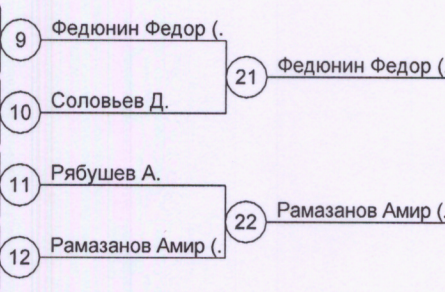 9 Федюнин Федор (.
21 Федюнин Федор (.
10 Соловьев Д.
11 Рябушев А.
22 Рамазанов Амир (.
12 Рамазанов Амир (.